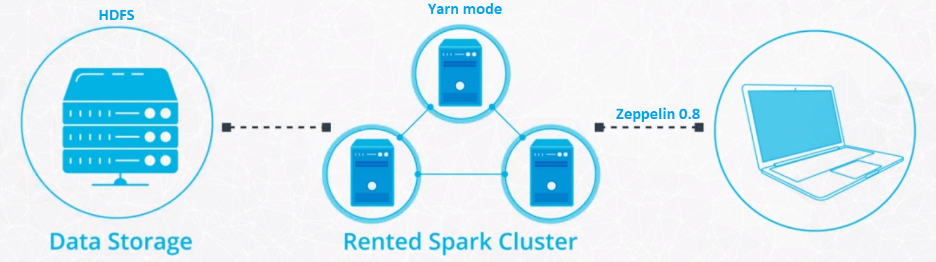 HDFS
Yarn mode
Zeppelin 0.8
Data Storage
Rented Spark Cluster